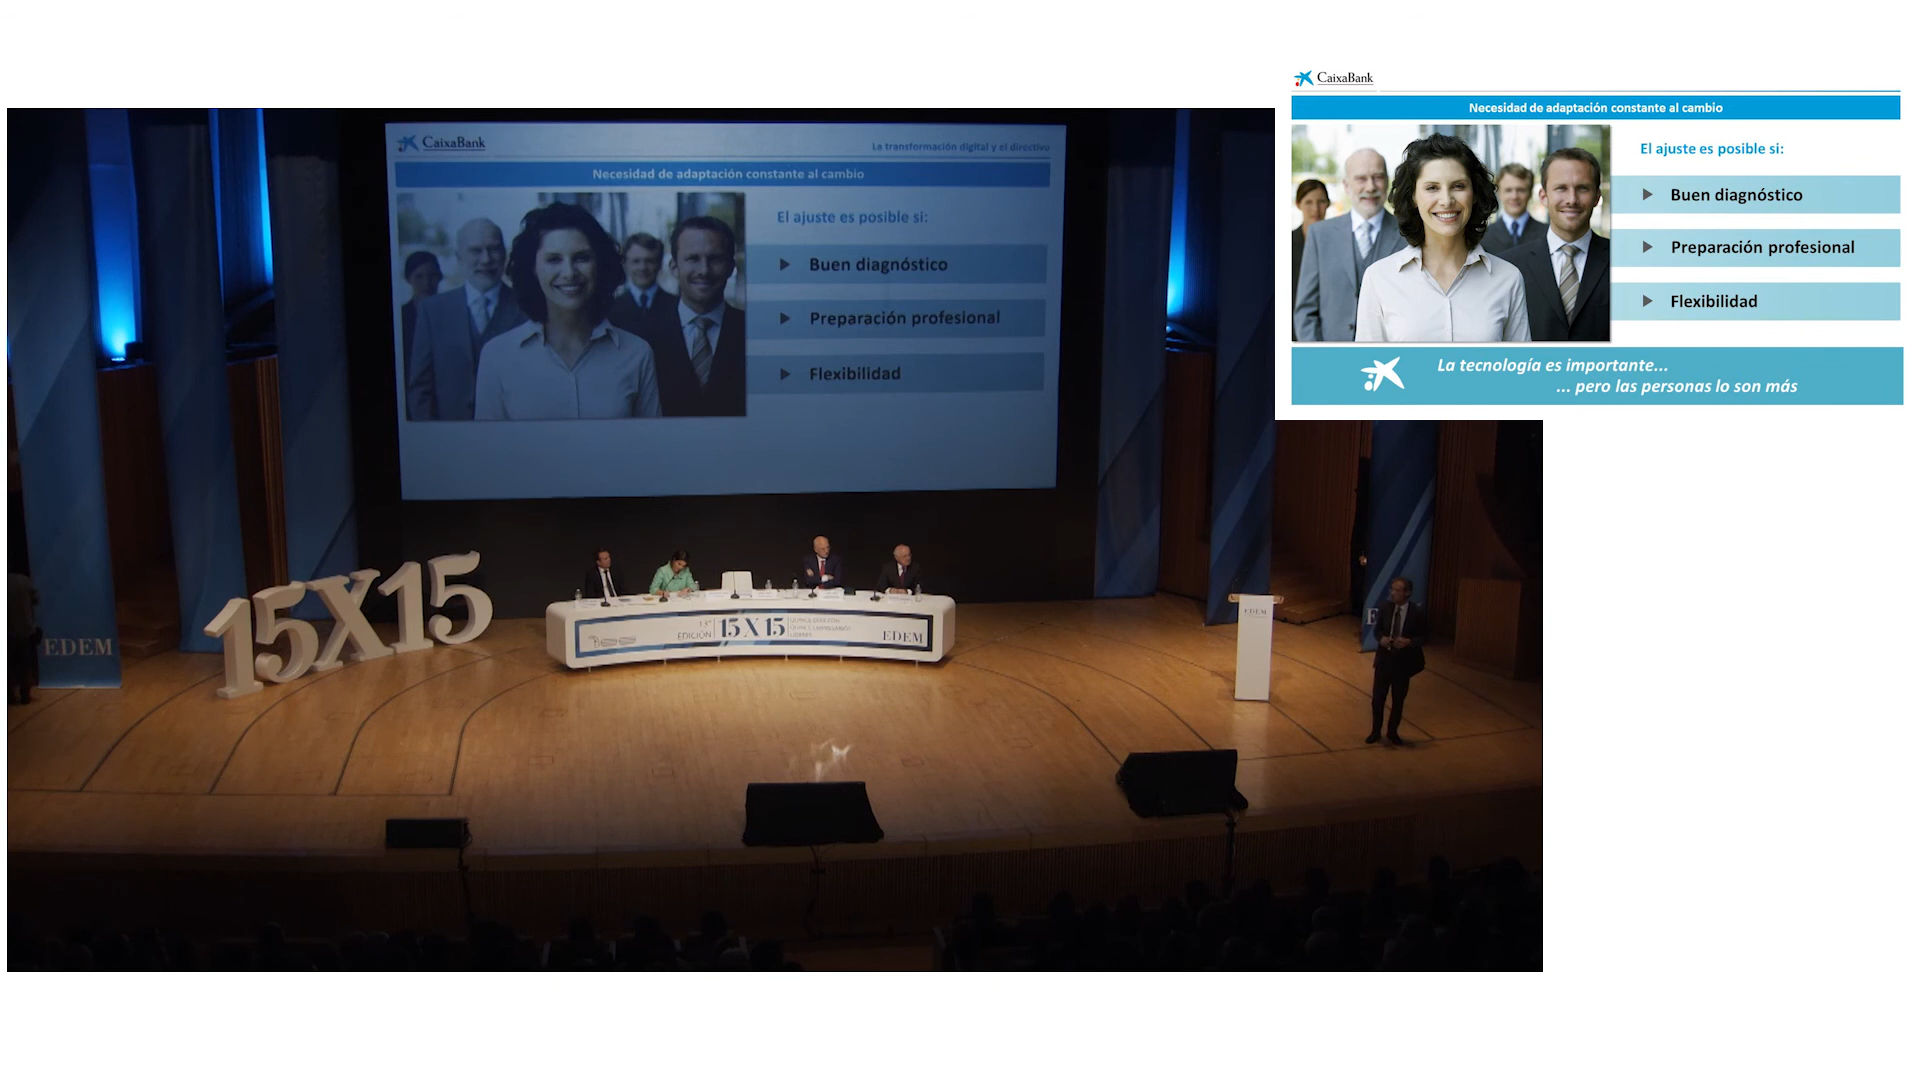 CaixaBank
La transformación digital y el directivo
Necesidad de adaptación constante al cambio
El ajuste es posible si:
Buen diagnóstico
Preparación profesional
Flexibilidad
CaixaBank
Necesidad de adaptación constante al cambio
El ajuste es posible si:
Buen diagnóstico
Preparación profesional
Flexibilidad
La tecnología es importante...
... pero las personas lo son más
EDEM
15X15
13ª
EDICIÓN
15X15
EDEM
EDEM
E